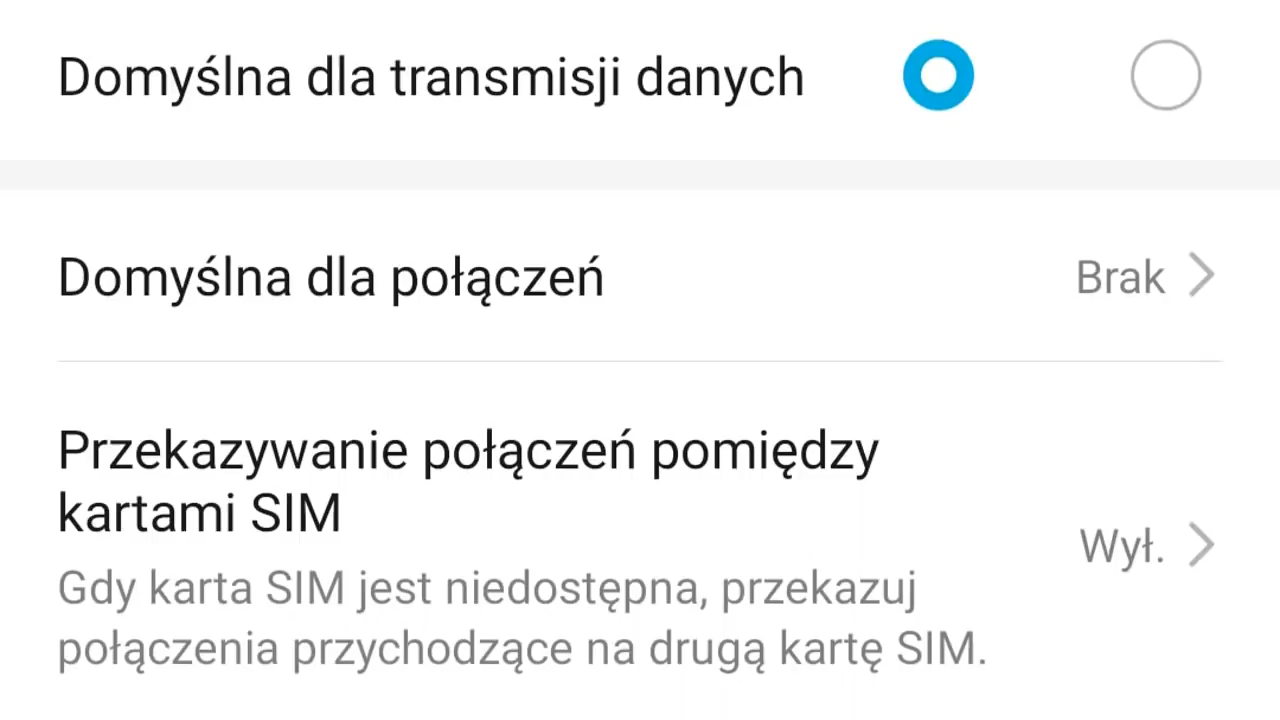 Domyślna dla transmisji danych
Domyślna dla połączeń
Brak
Przekazywanie połączeń pomiędzy
kartami SIM
Wył.
Gdy karta SIM jest niedostępna, przekazuj
połączenia przychodzące na drugą kartę SIM.